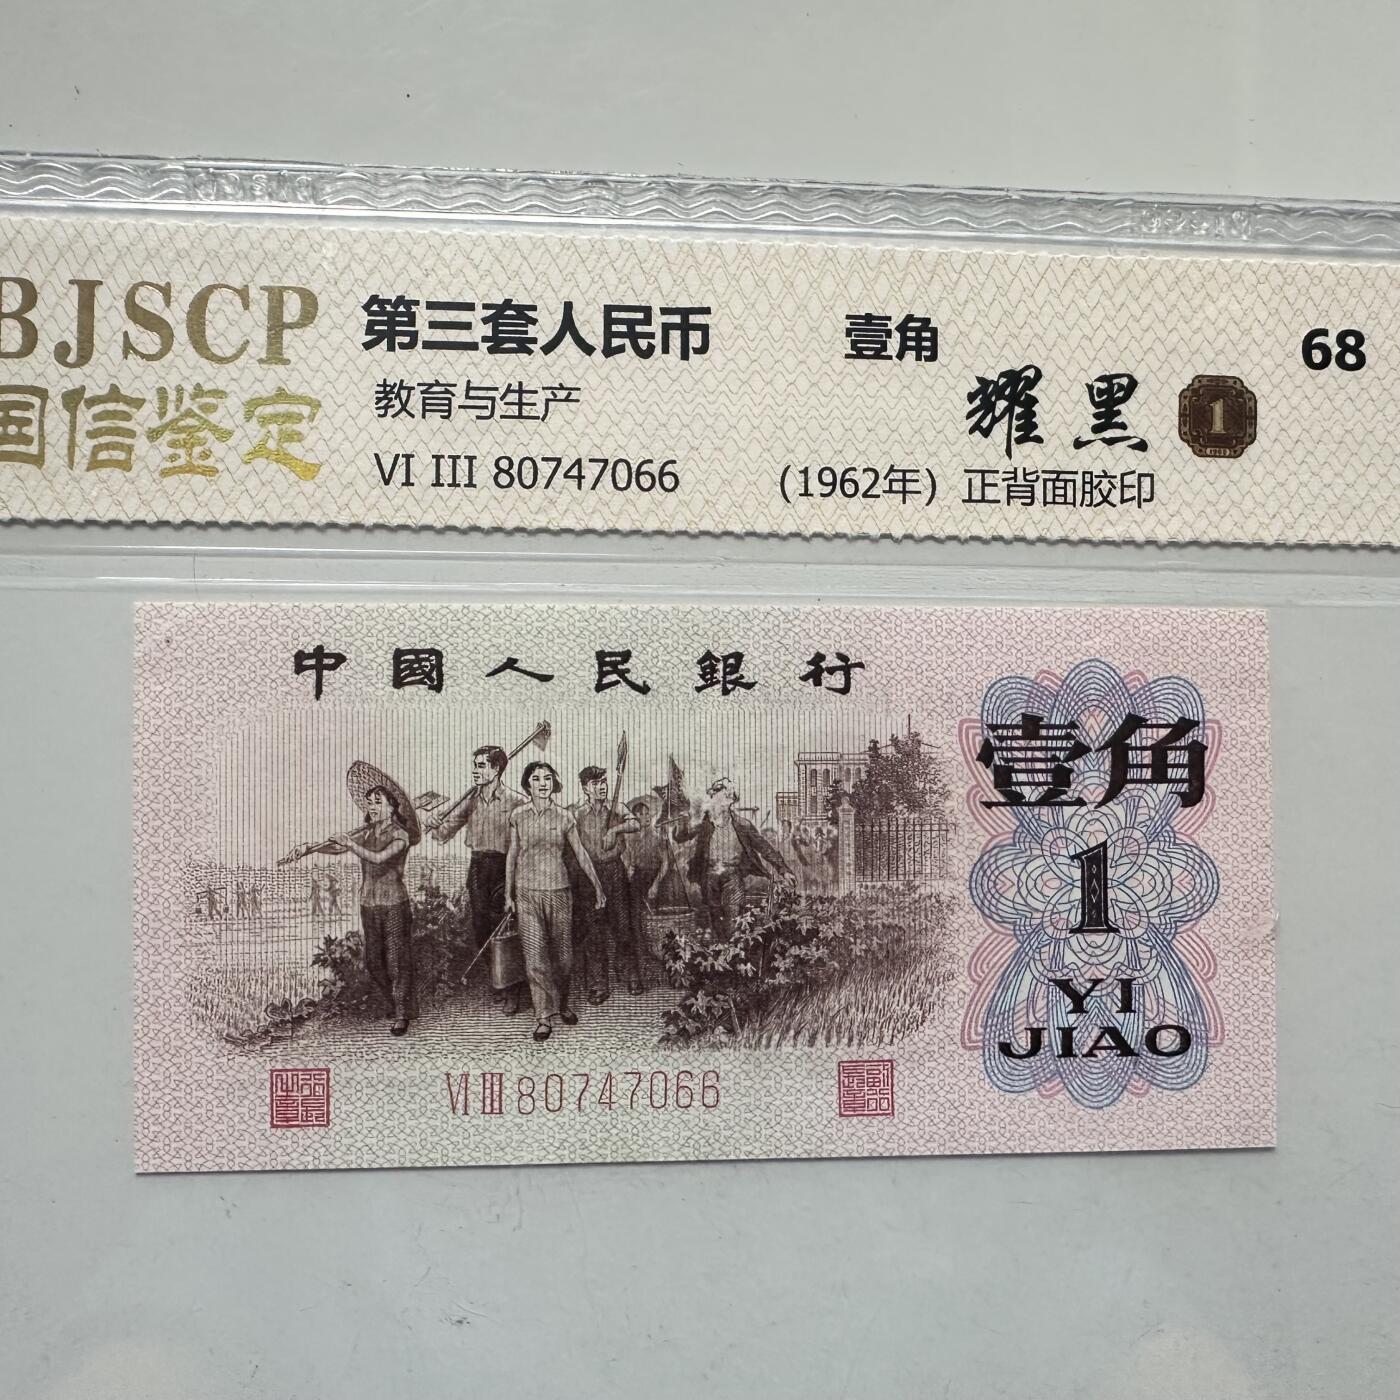 BJSCP
国信鉴定
第三套人民币 壹角 68
教育与生产 耀黑 1
VI III 80747066 (1962年) 正背面胶印
中國人民銀行
壹角
1
YI
JIAO
VI III 80747066